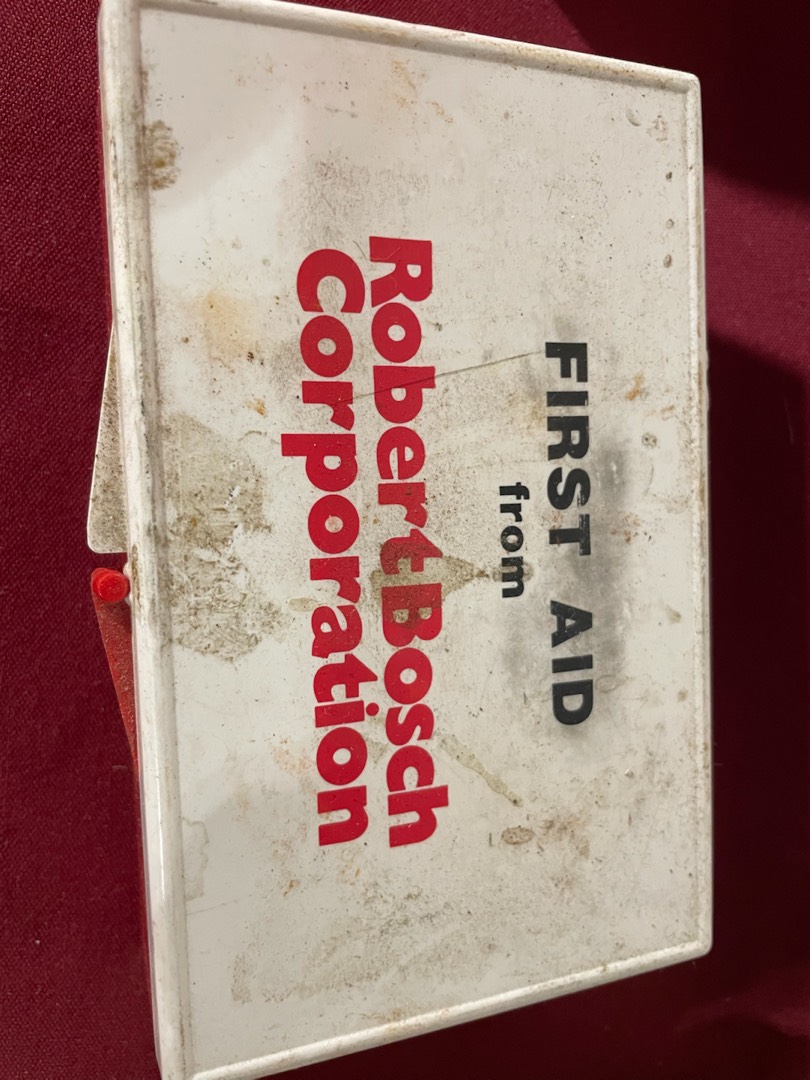 FIRST AID
from
Robert Bosch
Corporation